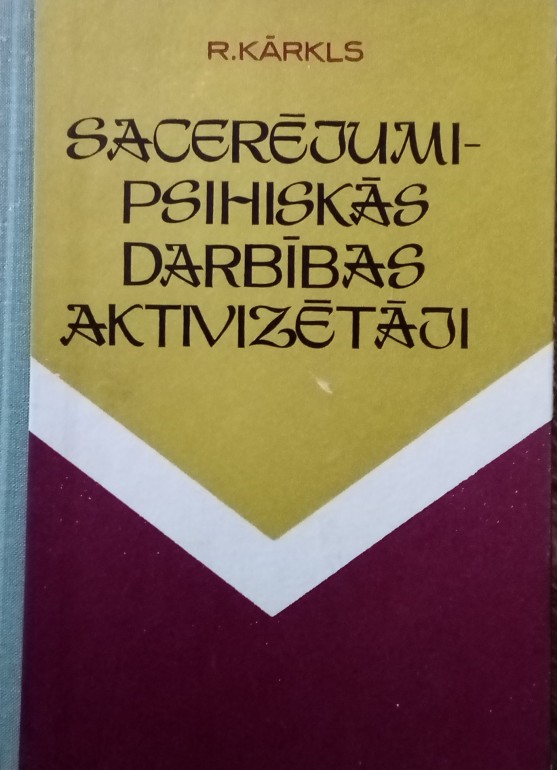 R.KĀRKLS
SACERĒJUMI-
PSIHISKĀS
DARBĪBAS
AKTIVIZĒTĀJI